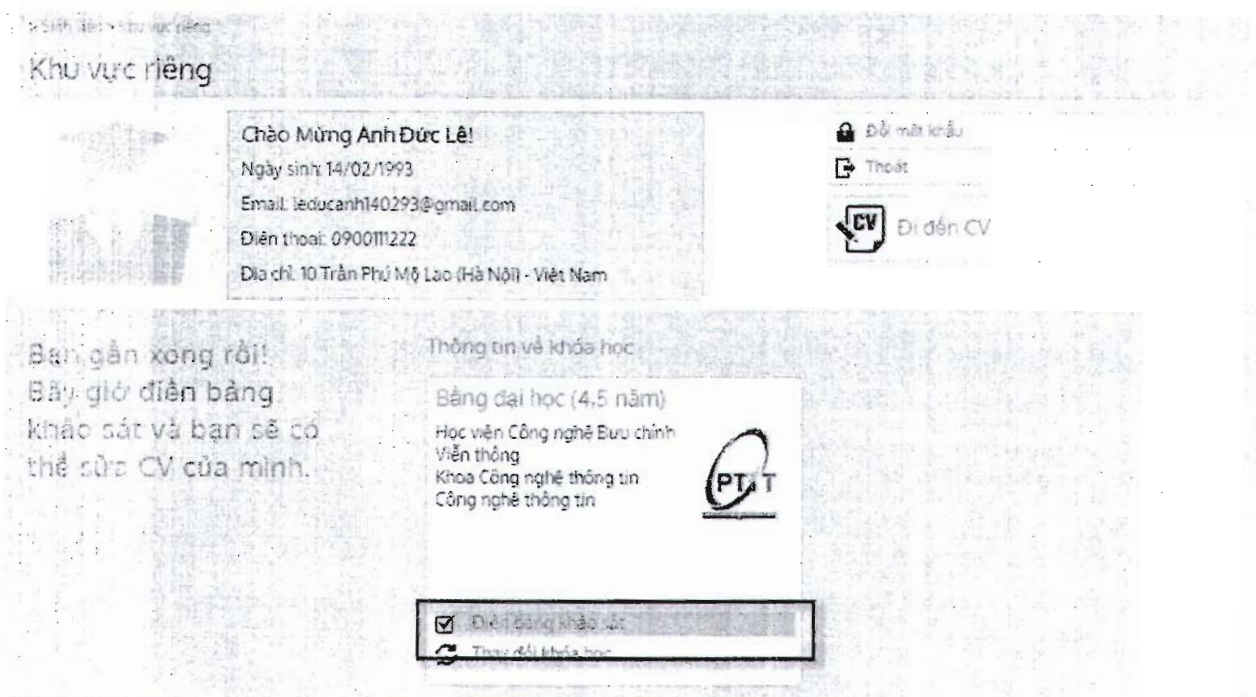 Khu vực riêng
Chào Mừng Anh Đức Lê!
Ngày sinh: 14/02/1993
Email: leducanh140293@gmail.com
Điện thoại: 0900111222
Địa chỉ: 10 Trần Phú Mộ Lao (Hà Nội) - Việt Nam
Đổi mật khẩu
Thoát
CV
Đi đến CV
Bạn gần xong rồi!
Bây giờ điền bảng
khảo sát và bạn sẽ có
thể sửa CV của mình.
Thông tin về khóa học
Bằng đại học (4.5 năm)
Học viện Công nghệ Bưu chính
Viễn thông
Khoa Công nghệ thông tin
Công nghệ thông tin
PTIT
Điền bảng khảo sát
Thay đổi khóa học